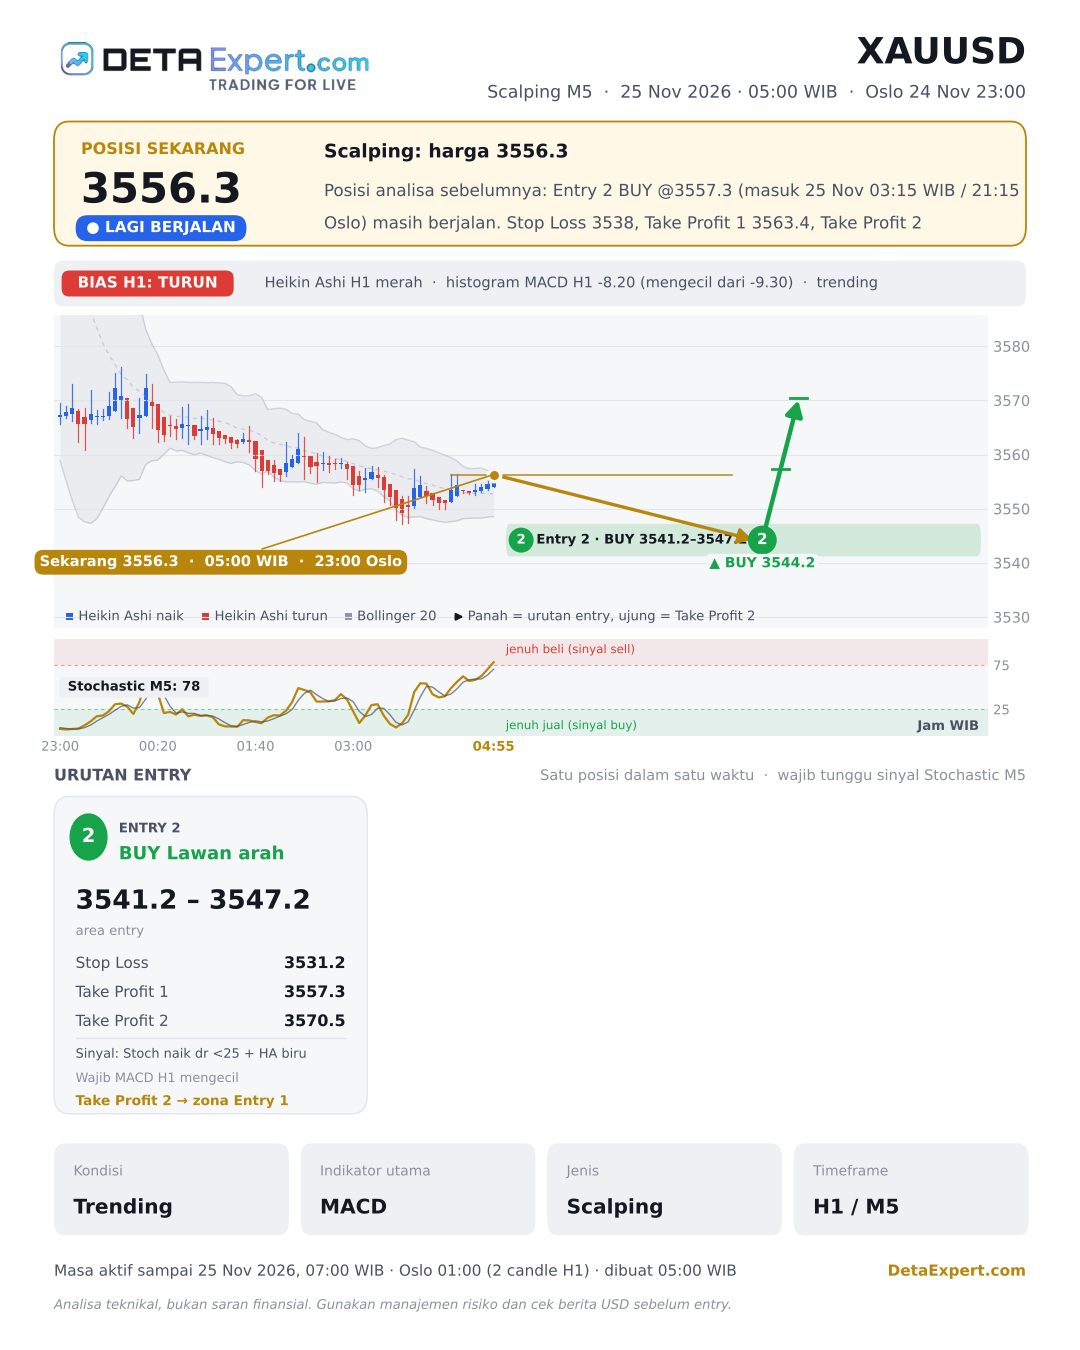 DETA Expert.com
TRADING FOR LIVE
XAUUSD
Scalping M5 · 25 Nov 2026 · 05:00 WIB · Oslo 24 Nov 23:00
POSISI SEKARANG
3556.3
● LAGI BERJALAN
Scalping: harga 3556.3
Posisi analisa sebelumnya: Entry 2 BUY @3557.3 (masuk 25 Nov 03:15 WIB / 21:15
Oslo) masih berjalan. Stop Loss 3538, Take Profit 1 3563.4, Take Profit 2
BIAS H1: TURUN
Heikin Ashi H1 merah · histogram MACD H1 -8.20 (mengecil dari -9.30) · trending
3580
3570
3560
3550
3540
3530
2 Entry 2 · BUY 3541.2–3547.2
2
▲ BUY 3544.2
Sekarang 3556.3 · 05:00 WIB · 23:00 Oslo
Heikin Ashi naik
Heikin Ashi turun
Bollinger 20
Panah = urutan entry, ujung = Take Profit 2
jenuh beli (sinyal sell)
75
Stochastic M5: 78
25
jenuh jual (sinyal buy)
Jam WIB
23:00 00:20 01:40 03:00 04:55
URUTAN ENTRY
Satu posisi dalam satu waktu · wajib tunggu sinyal Stochastic M5
2
ENTRY 2
BUY Lawan arah
3541.2 – 3547.2
area entry
Stop Loss 3531.2
Take Profit 1 3557.3
Take Profit 2 3570.5
Sinyal: Stoch naik dr <25 + HA biru
Wajib MACD H1 mengecil
Take Profit 2 → zona Entry 1
Kondisi
Trending
Indikator utama
MACD
Jenis
Scalping
Timeframe
H1 / M5
Masa aktif sampai 25 Nov 2026, 07:00 WIB · Oslo 01:00 (2 candle H1) · dibuat 05:00 WIB
DetaExpert.com
Analisa teknikal, bukan saran finansial. Gunakan manajemen risiko dan cek berita USD sebelum entry.